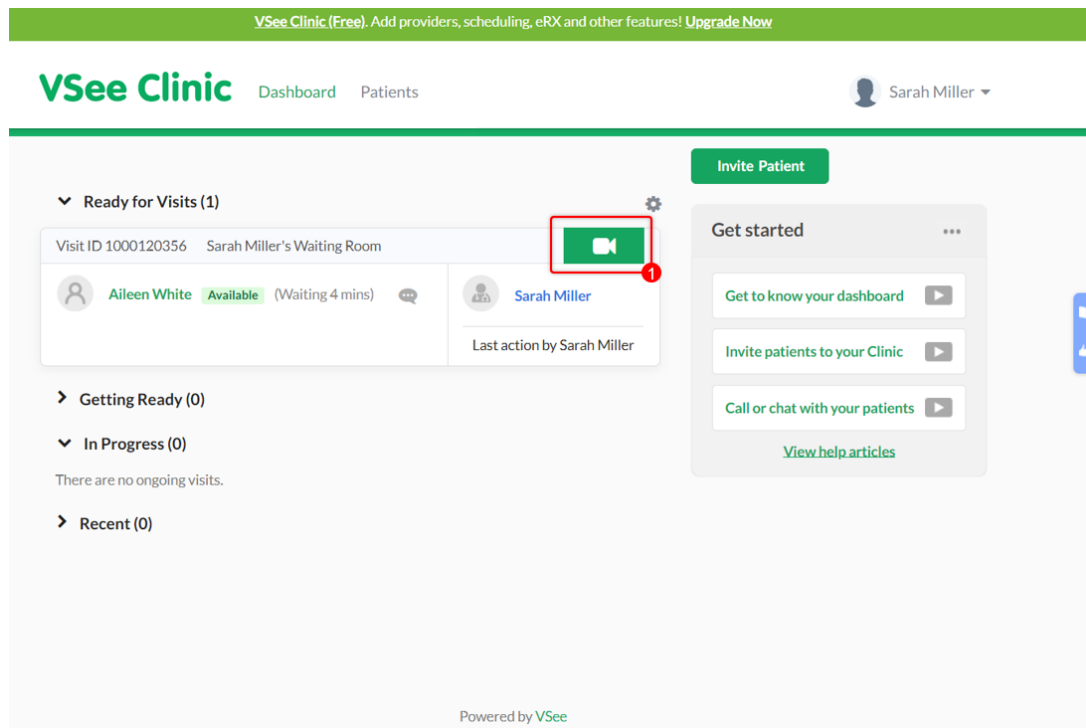 VSee Clinic (Free). Add providers, scheduling, eRX and other features! Upgrade Now
VSee Clinic Dashboard Patients Sarah Miller
Invite Patient
Ready for Visits (1)
Visit ID 1000120356 Sarah Miller's Waiting Room
1
Aileen White Available (Waiting 4 mins) Sarah Miller
Last action by Sarah Miller
Getting Ready (0)
In Progress (0)
There are no ongoing visits.
Recent (0)
Get started
Get to know your dashboard
Invite patients to your Clinic
Call or chat with your patients
View help articles
Powered by VSee